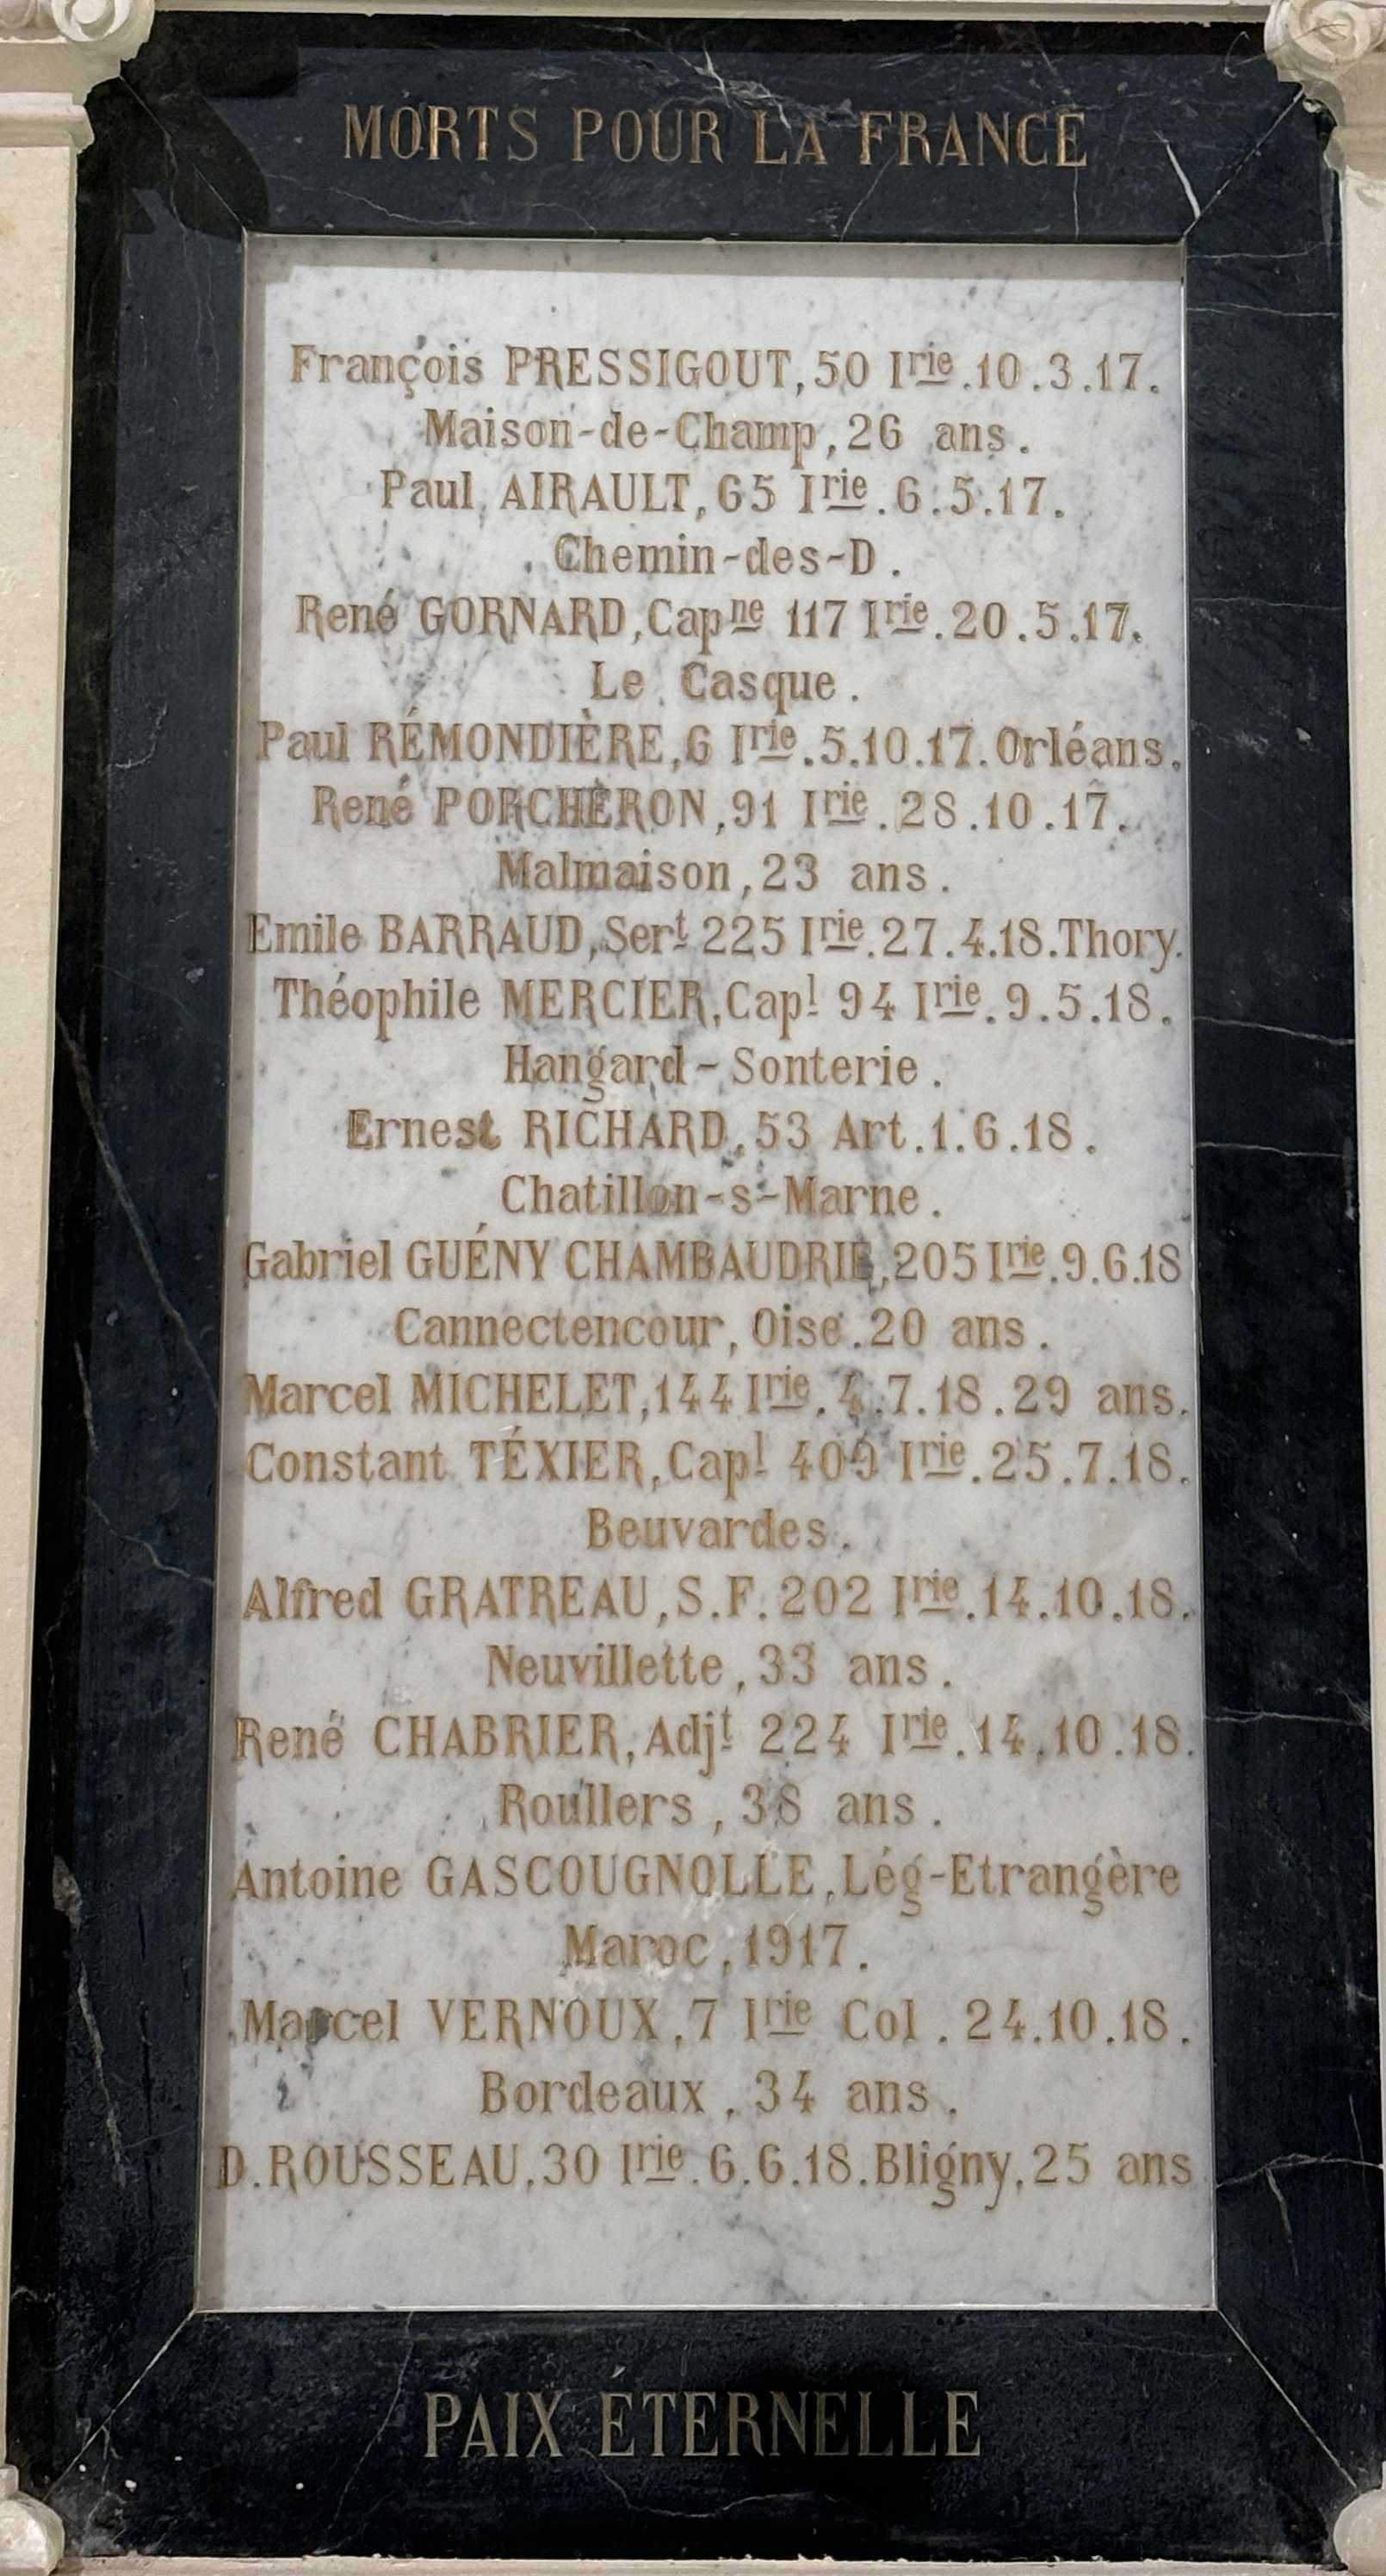 MORTS POUR LA FRANCE
François PRESSIGOUT, 50 Irie. 10.3.17.
Maison-de-Champ, 26 ans.
Paul AIRAULT, 65 Irie. 6.5.17.
Chemin-des-D.
René GORNARD, Capne 117 Irie. 20.5.17.
Le Casque.
Paul RÉMONDIÈRE, 6 Irie. 5.10.17. Orléans.
René PORCHERON, 91 Irie. 28.10.17.
Malmaison, 23 ans.
Emile BARRAUD, Sert 225 Irie. 27.4.18. Thory.
Théophile MERCIER, Capl 94 Irie. 9.5.18.
Hangard-Sonterie.
Ernest RICHARD, 53 Art. 1.6.18.
Chatillon-s-Marne.
Gabriel GUÉNY CHAMBAUDRIE, 205 Irie. 9.6.18
Cannectencour, Oise. 20 ans.
Marcel MICHELET, 144 Irie. 4.7.18. 29 ans.
Constant TÉXIER, Capl 409 Irie. 25.7.18.
Beuvardes.
Alfred GRATREAU, S.F. 202 Irie. 14.10.18.
Neuvillette, 33 ans.
René CHABRIER, Adjt 224 Irie. 14.10.18.
Roullers, 38 ans.
Antoine GASCOUGNOLLE, Lég-Etrangère
Maroc, 1917.
Marcel VERNOUX, 7 Irie Col. 24.10.18.
Bordeaux, 34 ans.
D. ROUSSEAU, 30 Irie. 6.6.18. Bligny, 25 ans
PAIX ÉTERNELLE